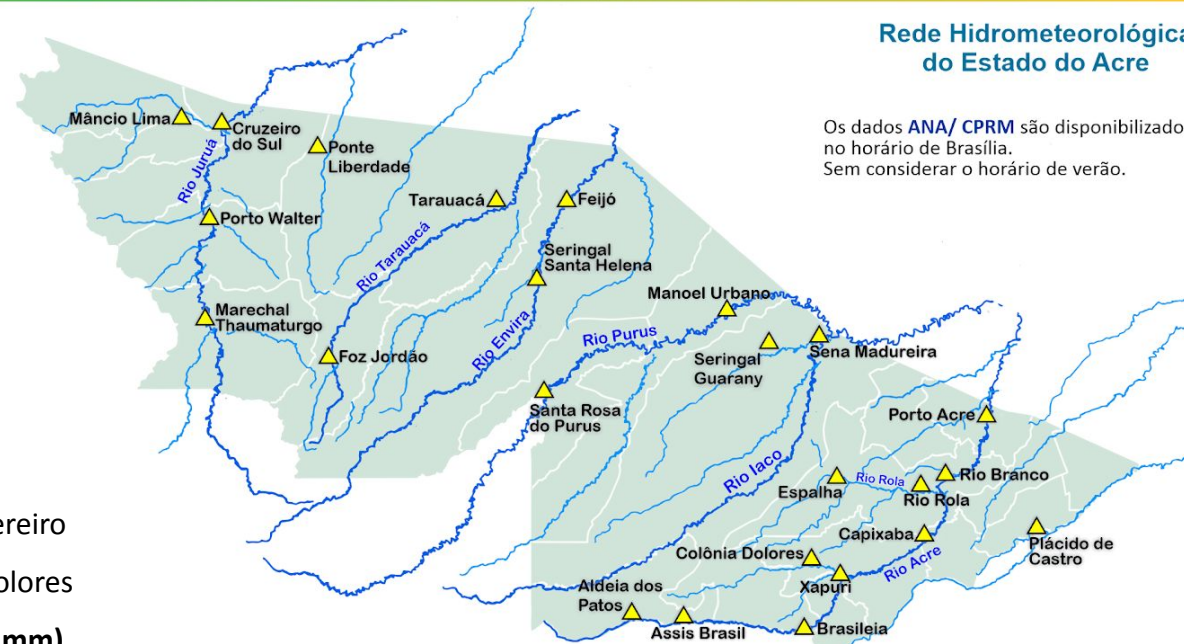 Rede Hidrometeorológica
do Estado do Acre
Os dados ANA/ CPRM são disponibilizado
no horário de Brasília.
Sem considerar o horário de verão.
Mâncio Lima
Cruzeiro
do Sul
Ponte
Liberdade
Rio Juruá
Tarauacá
Feijó
Porto Walter
Rio Tarauacá
Seringal
Santa Helena
Manoel Urbano
Marechal
Thaumaturgo
Foz Jordão
Rio Envira
Rio Purus
Seringal
Guarany
Sena Madureira
Santa Rosa
do Purus
Porto Acre
Rio Iaco
Espalha
Rio Rola
Rio Rola
Rio Branco
Capixaba
Plácido de
Castro
Colônia Dolores
Rio Acre
Xapuri
Aldeia dos
Patos
Assis Brasil
Brasileia
ereiro
olores
mm)